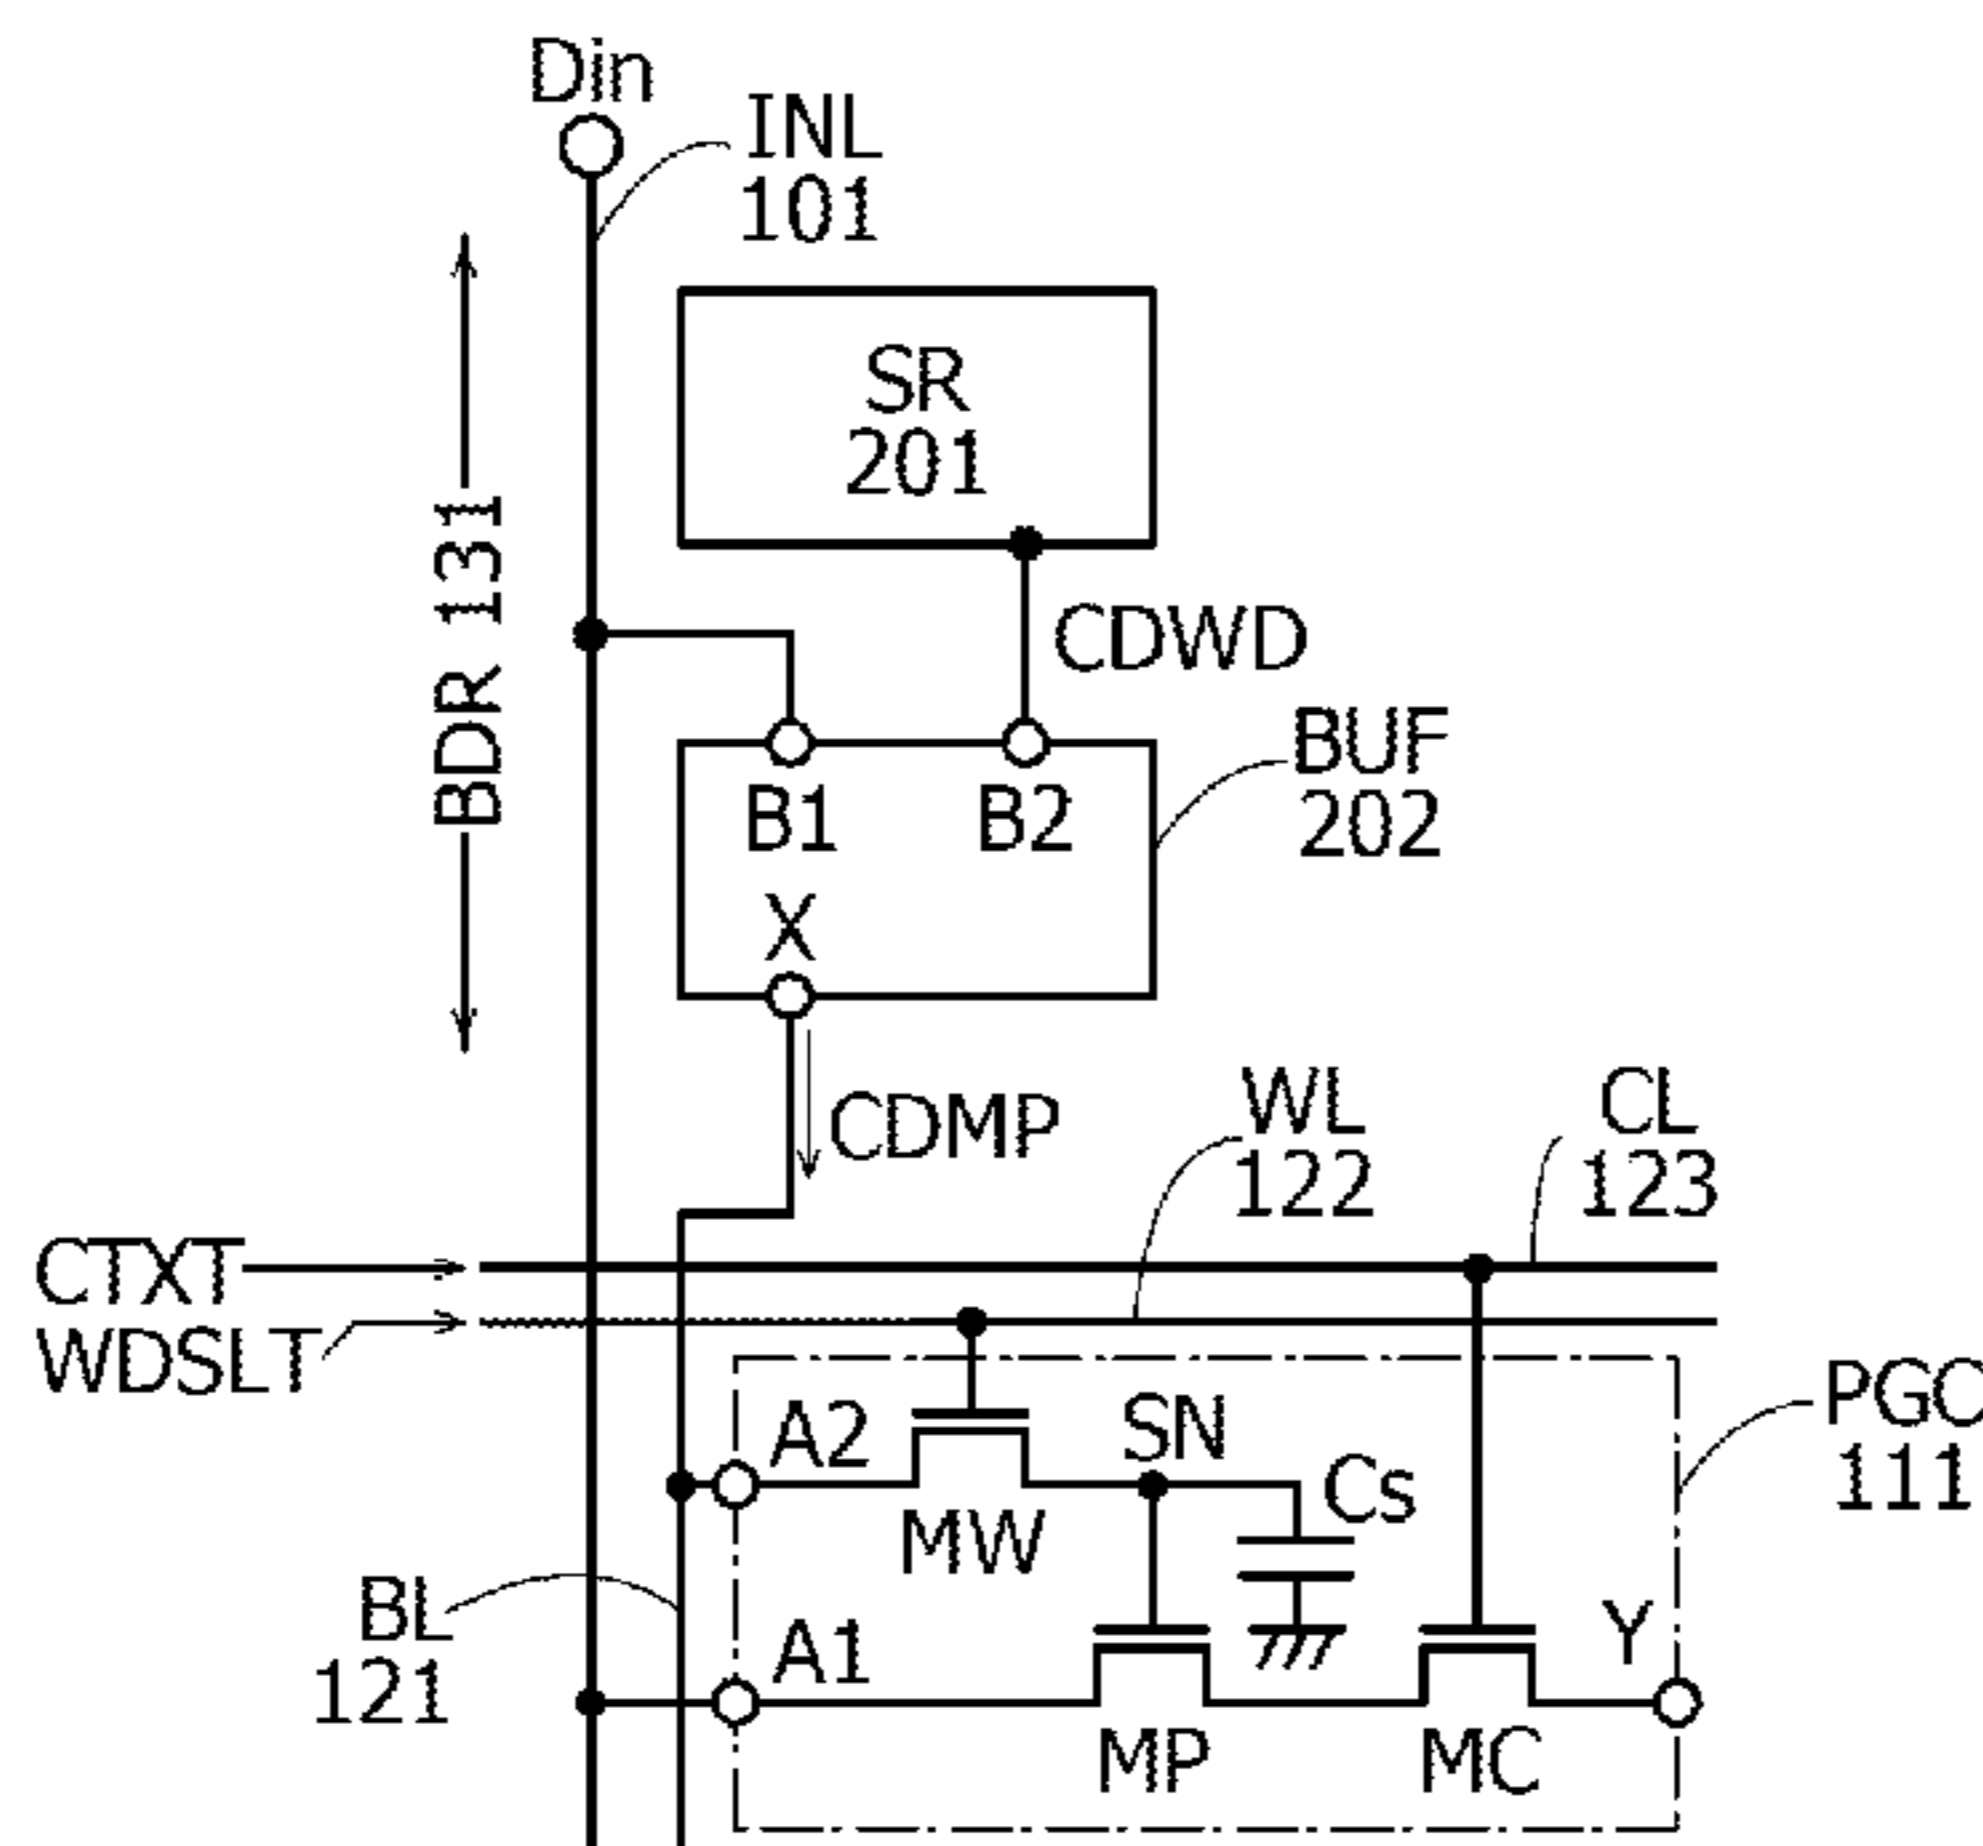 Din
INL
101
SR
201
BDR 131
CDWD
BUF
202
B1
B2
X
CDMP
WL
122
CL
123
CTXT
WDSLT
PGC
111
A2
SN
Cs
MW
BL
121
A1
Y
MP
MC